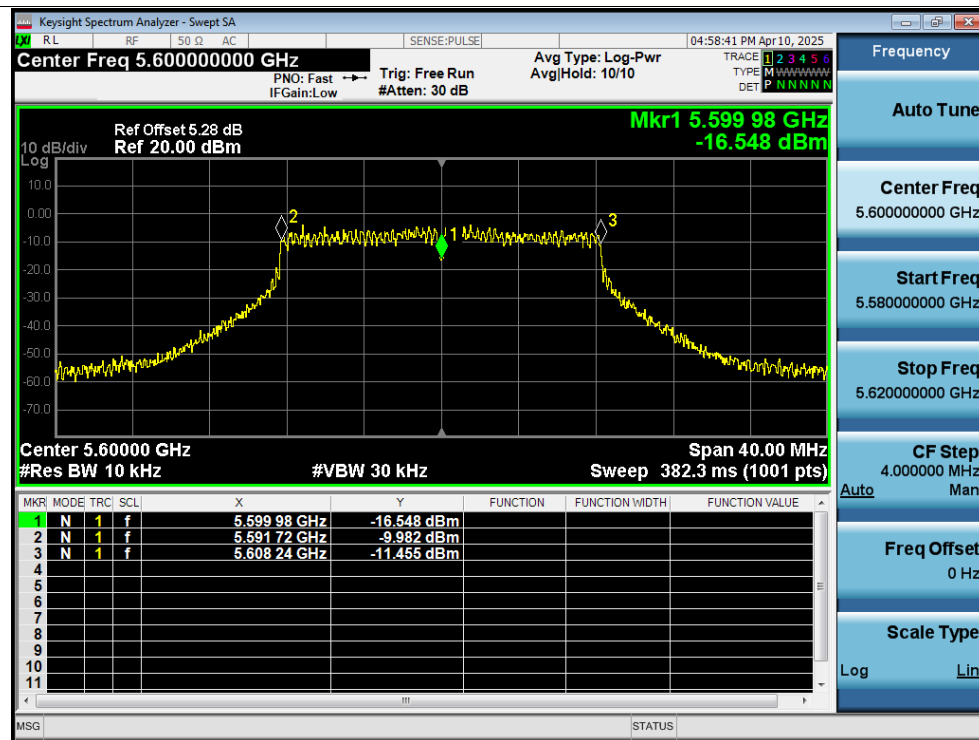 Keysight Spectrum Analyzer - Swept SA
LXI RL RF 50 Ω AC SENSE:PULSE 04:58:41 PM Apr 10, 2025
Center Freq 5.600000000 GHz
PNO: Fast
IFGain:Low
Trig: Free Run
#Atten: 30 dB
Avg Type: Log-Pwr
Avg|Hold: 10/10
TRACE 1 2 3 4 5 6
TYPE M W W W W W
DET P N N N N N
Ref Offset 5.28 dB
10 dB/div Ref 20.00 dBm
Log
Mkr1 5.599 98 GHz
-16.548 dBm
10.0
0.00
-10.0
-20.0
-30.0
-40.0
-50.0
-60.0
-70.0
2
1
3
Center 5.60000 GHz Span 40.00 MHz
#Res BW 10 kHz #VBW 30 kHz Sweep 382.3 ms (1001 pts)
MKR MODE TRC SCL X Y FUNCTION FUNCTION WIDTH FUNCTION VALUE
1 N 1 f 5.599 98 GHz -16.548 dBm
2 N 1 f 5.591 72 GHz -9.982 dBm
3 N 1 f 5.608 24 GHz -11.455 dBm
4
5
6
7
8
9
10
11
MSG STATUS
Frequency
Auto Tune
Center Freq
5.600000000 GHz
Start Freq
5.580000000 GHz
Stop Freq
5.620000000 GHz
CF Step
4.000000 MHz
Auto Man
Freq Offset
0 Hz
Scale Type
Log Lin